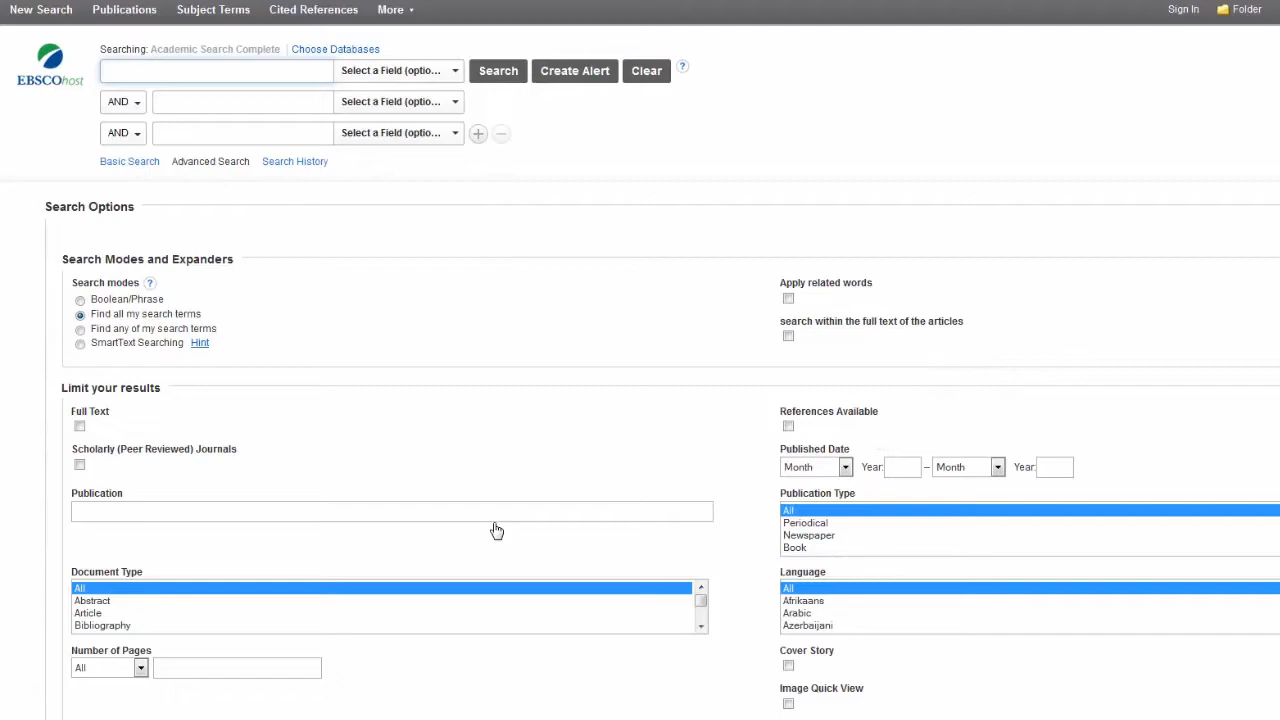 New Search Publications Subject Terms Cited References More Sign In Folder
Searching: Academic Search Complete Choose Databases
EBSCOhost
Select a Field (optio... Search Create Alert Clear ?
AND Select a Field (optio...
AND Select a Field (optio...
Basic Search Advanced Search Search History
Search Options
Search Modes and Expanders
Search modes ?
Boolean/Phrase
Find all my search terms
Find any of my search terms
SmartText Searching Hint
Apply related words
search within the full text of the articles
Limit your results
Full Text
Scholarly (Peer Reviewed) Journals
Publication
Document Type
All
Abstract
Article
Bibliography
Number of Pages
All
References Available
Published Date
Month Year: – Month Year:
Publication Type
All
Periodical
Newspaper
Book
Language
All
Afrikaans
Arabic
Azerbaijani
Cover Story
Image Quick View